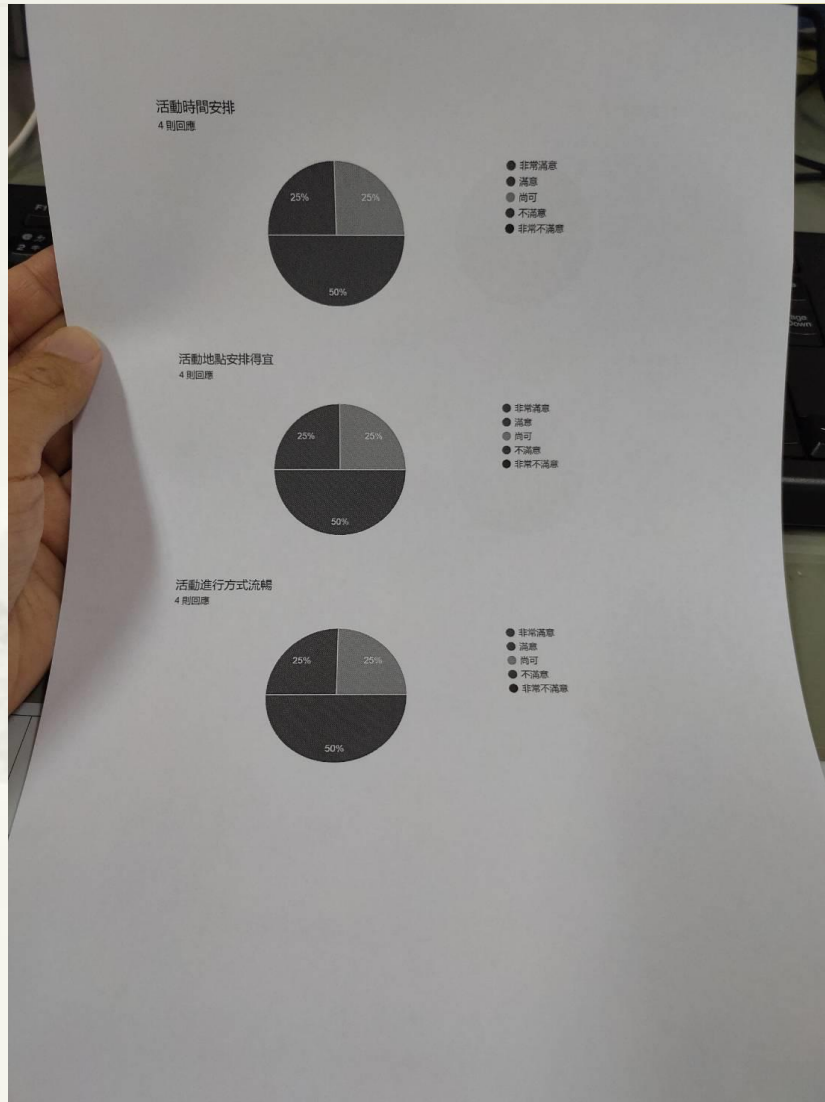 活動時間安排
4 則回應
25%
25%
50%
非常滿意
滿意
尚可
不滿意
非常不滿意
活動地點安排得宜
4 則回應
25%
25%
50%
非常滿意
滿意
尚可
不滿意
非常不滿意
活動進行方式流暢
4 則回應
25%
25%
50%
非常滿意
滿意
尚可
不滿意
非常不滿意